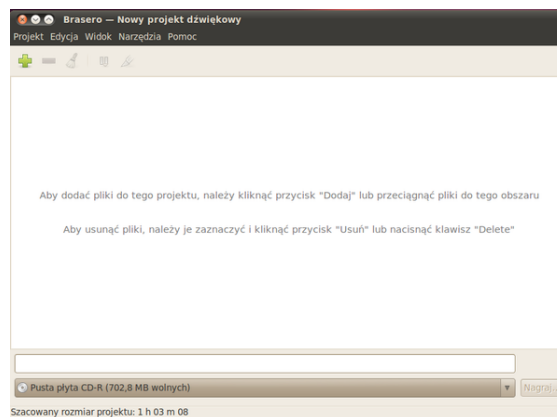 Brasero — Nowy projekt dźwiękowy
Projekt Edycja Widok Narzędzia Pomoc
Aby dodać pliki do tego projektu, należy kliknąć przycisk "Dodaj" lub przeciągnąć pliki do tego obszaru
Aby usunąć pliki, należy je zaznaczyć i kliknąć przycisk "Usuń" lub nacisnąć klawisz "Delete"
Pusta płyta CD-R (702,8 MB wolnych)
Nagraj...
Szacowany rozmiar projektu: 1 h 03 m 08